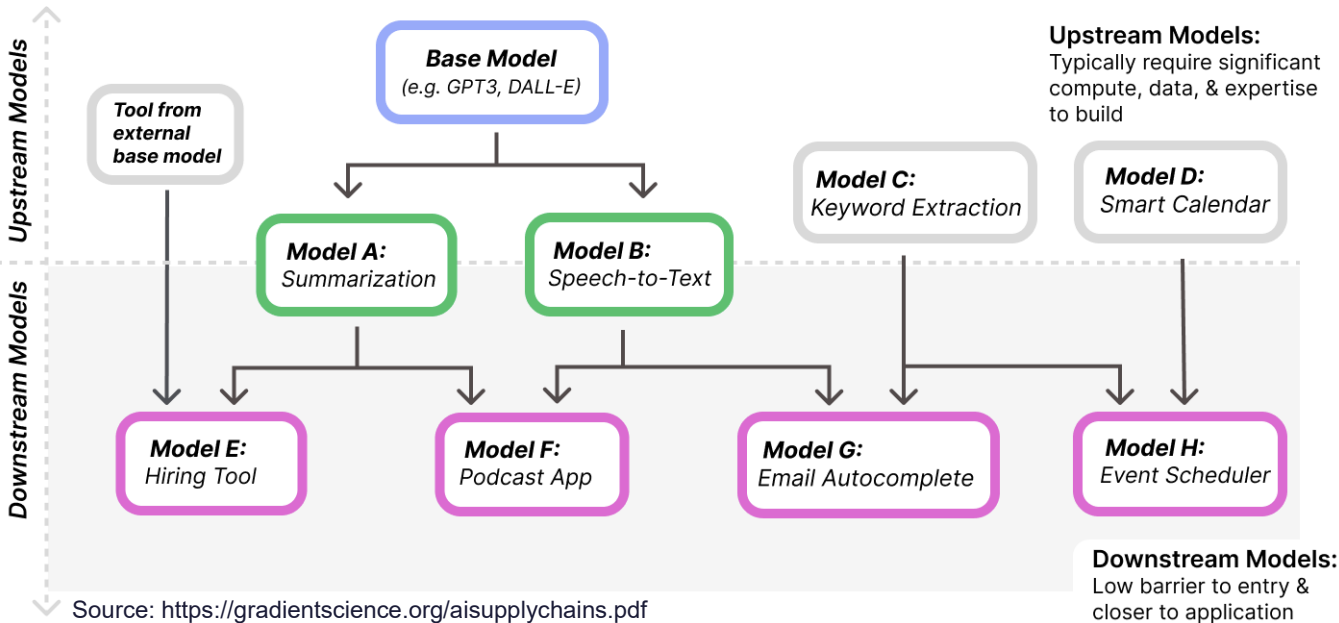 Upstream Models
Base Model
(e.g. GPT3, DALL-E)
Upstream Models:
Typically require significant
compute, data, & expertise
to build
Tool from
external
base model
Model C:
Keyword Extraction
Model D:
Smart Calendar
Model A:
Summarization
Model B:
Speech-to-Text
Downstream Models
Model E:
Hiring Tool
Model F:
Podcast App
Model G:
Email Autocomplete
Model H:
Event Scheduler
Downstream Models:
Low barrier to entry &
closer to application
Source: https://gradientscience.org/aisupplychains.pdf